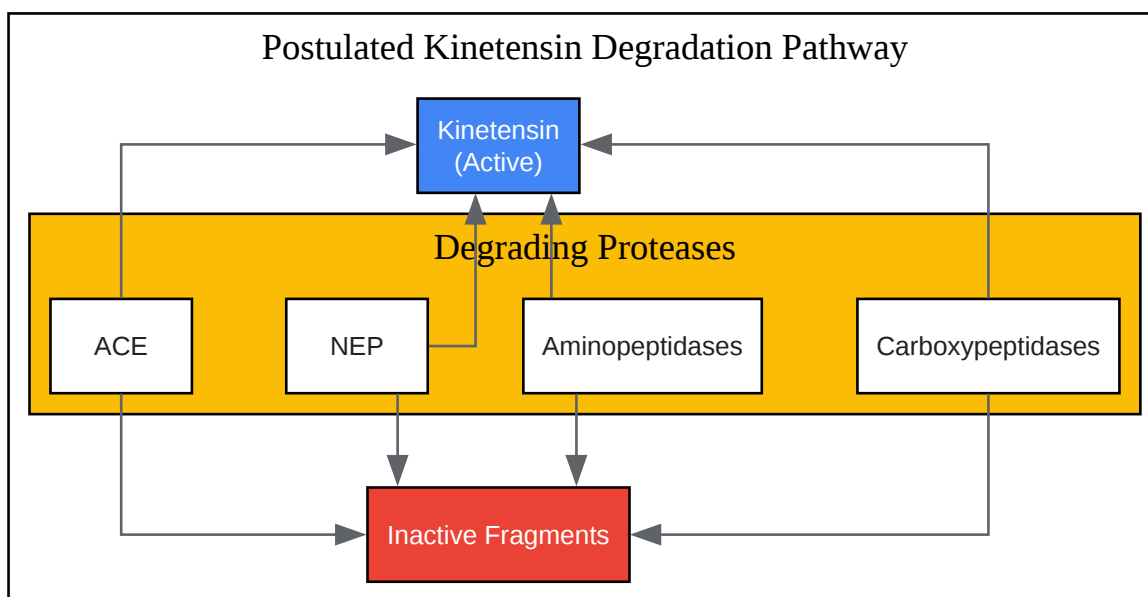 Postulated Kinetensin Degradation Pathway
Kinetensin
(Active)
Degrading Proteases
ACE
NEP
Aminopeptidases
Carboxypeptidases
Inactive Fragments